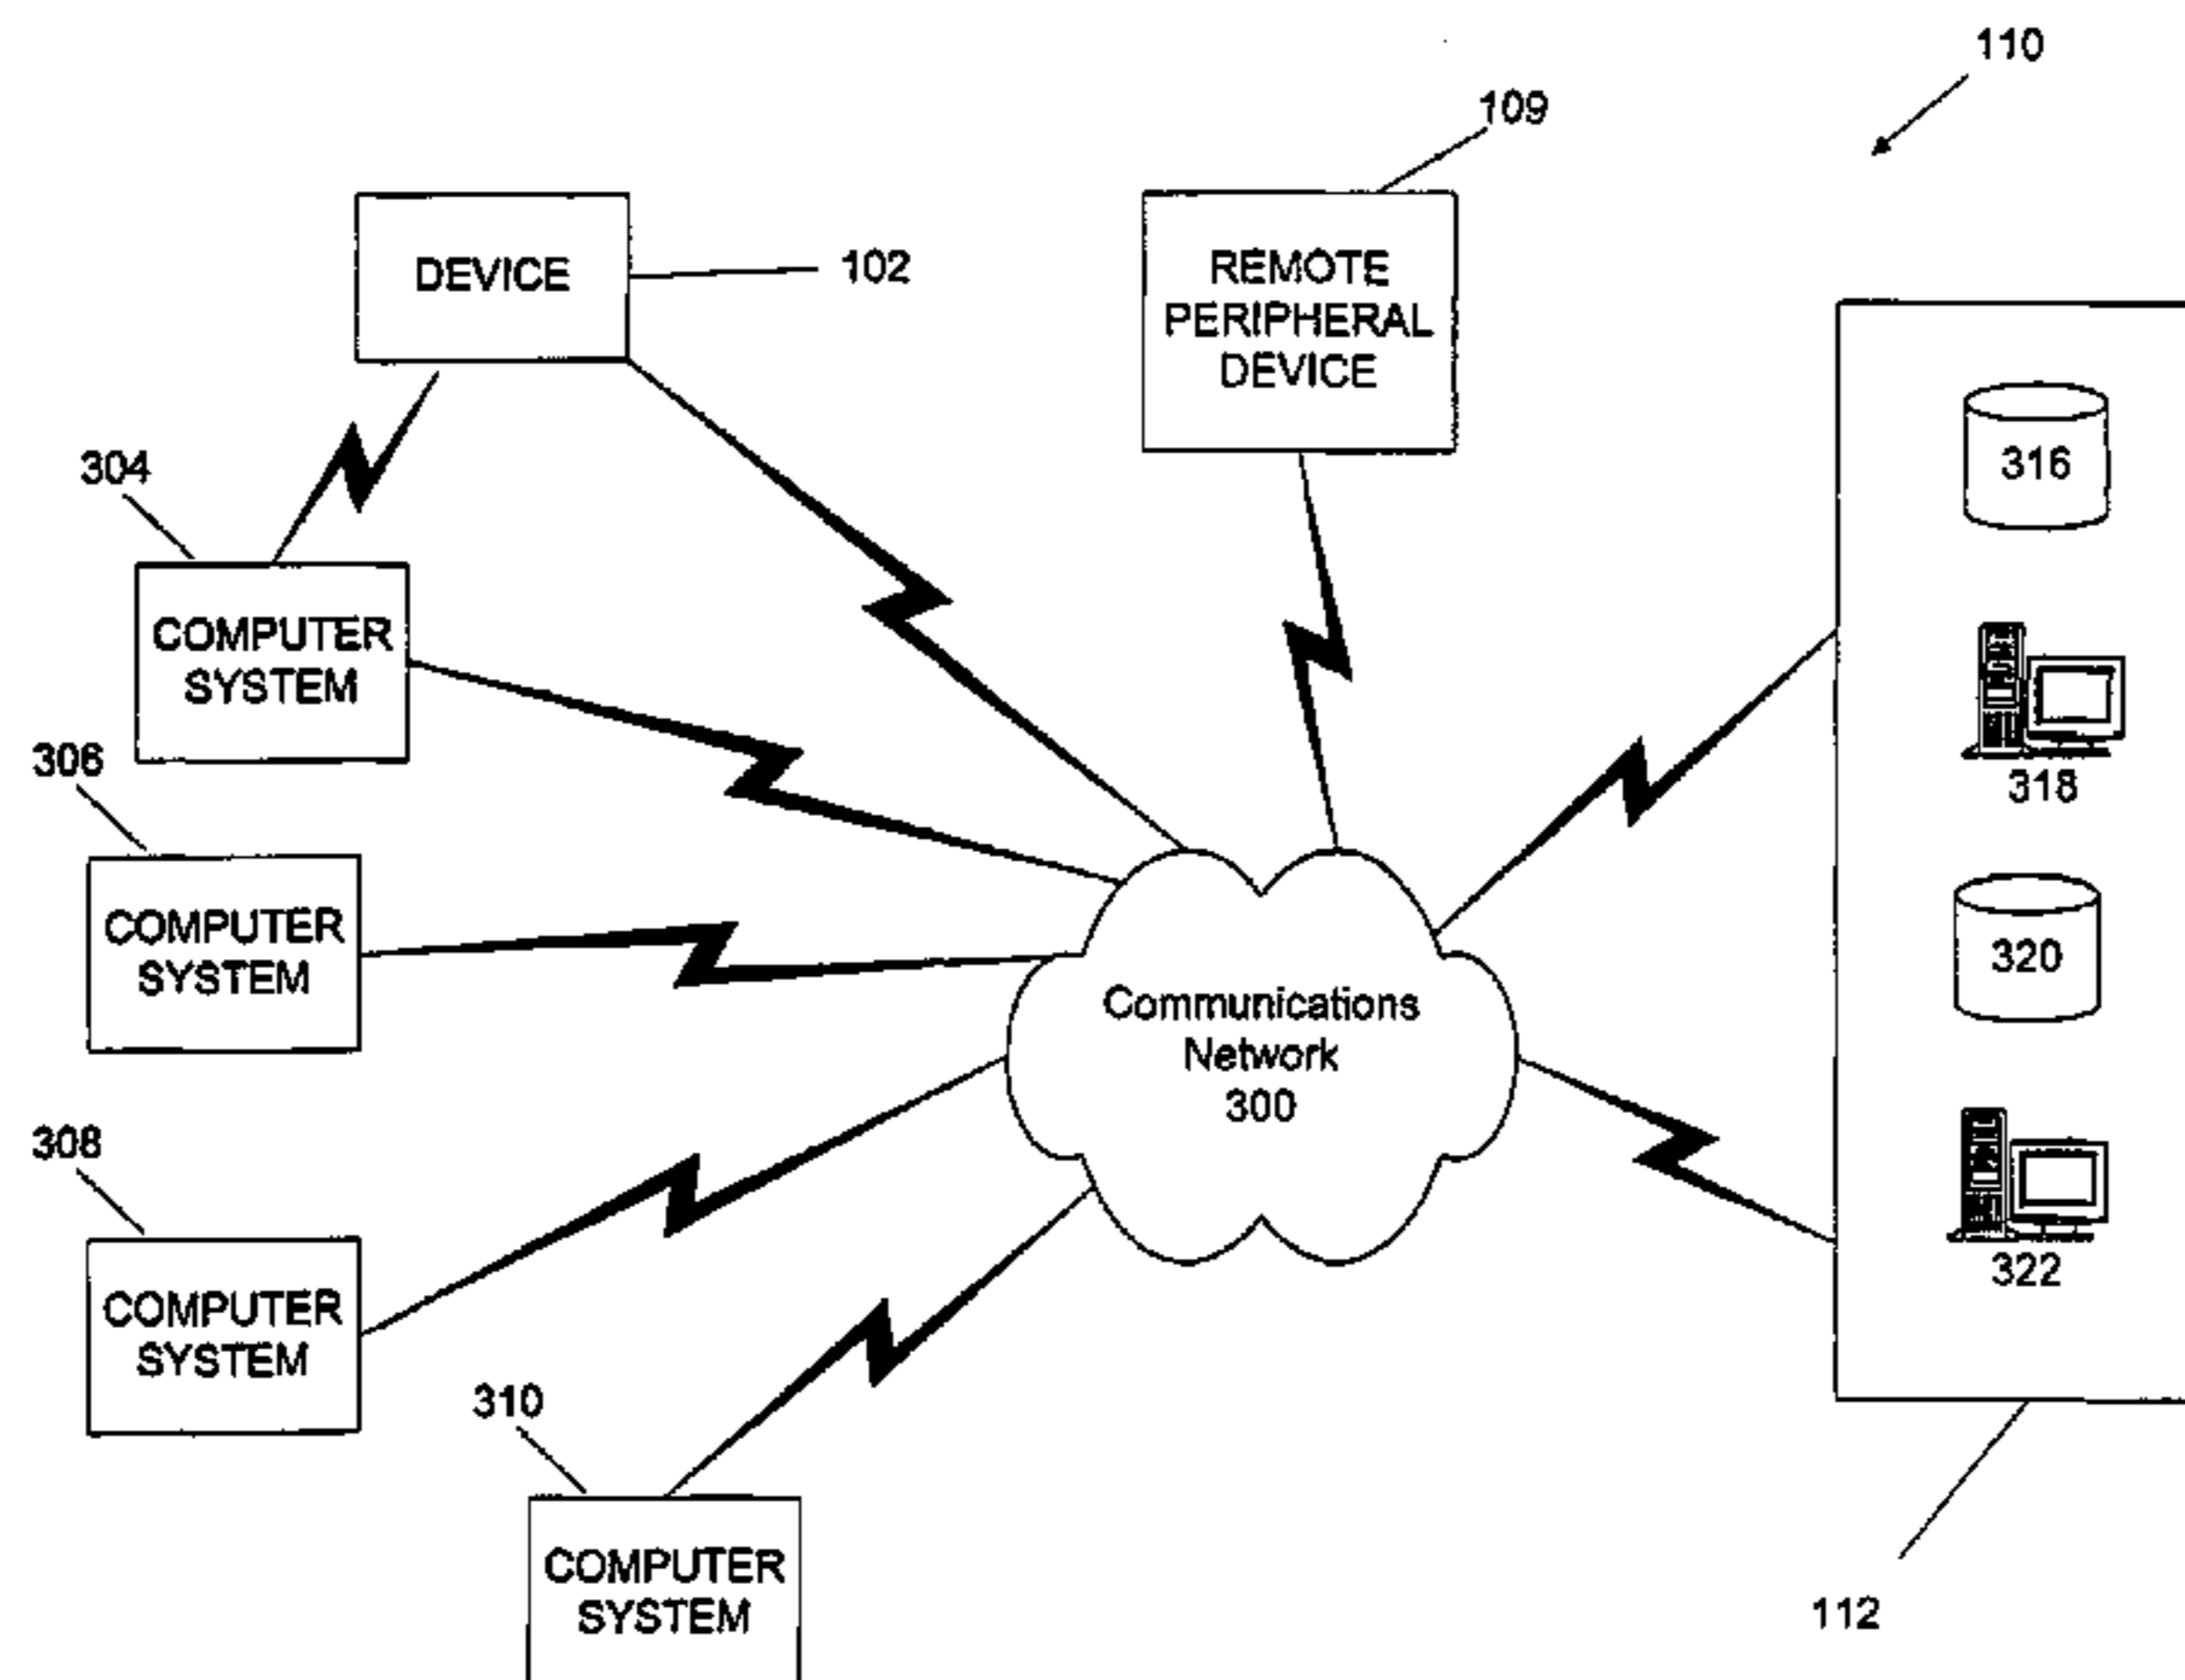 110
109
DEVICE
102
REMOTE
PERIPHERAL
DEVICE
304
316
COMPUTER
SYSTEM
306
318
COMPUTER
SYSTEM
320
Communications
Network
300
308
322
COMPUTER
SYSTEM
310
COMPUTER
SYSTEM
112